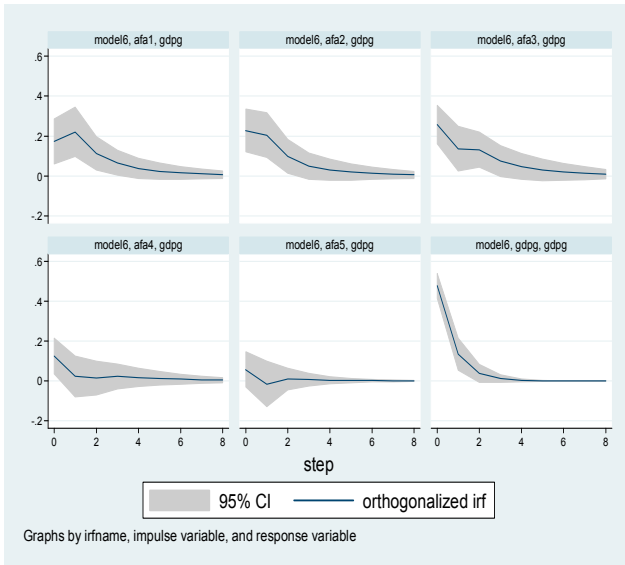 model6, afa1, gdpg
model6, afa2, gdpg
model6, afa3, gdpg
.6
.4
.2
0
-.2
model6, afa4, gdpg
model6, afa5, gdpg
model6, gdpg, gdpg
.6
.4
.2
0
-.2
0 2 4 6 8
0 2 4 6 8
0 2 4 6 8
step
95% CI
orthogonalized irf
Graphs by irfname, impulse variable, and response variable